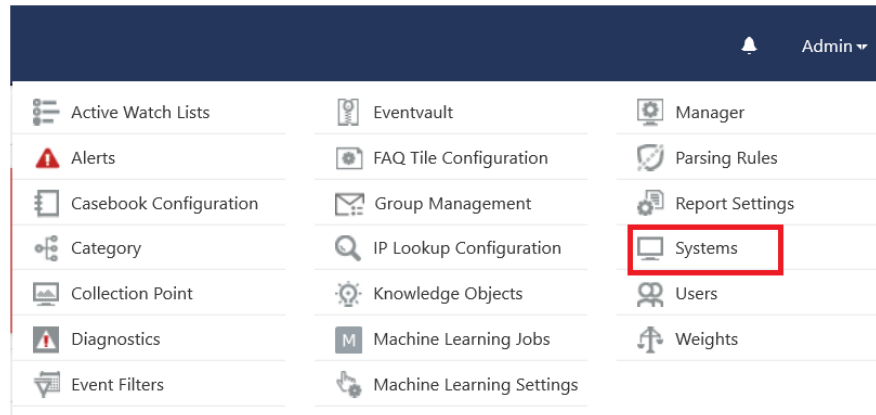 Admin
Active Watch Lists
Eventvault
Manager
Alerts
FAQ Tile Configuration
Parsing Rules
Casebook Configuration
Group Management
Report Settings
Category
IP Lookup Configuration
Systems
Collection Point
Knowledge Objects
Users
Diagnostics
M Machine Learning Jobs
Weights
Event Filters
Machine Learning Settings